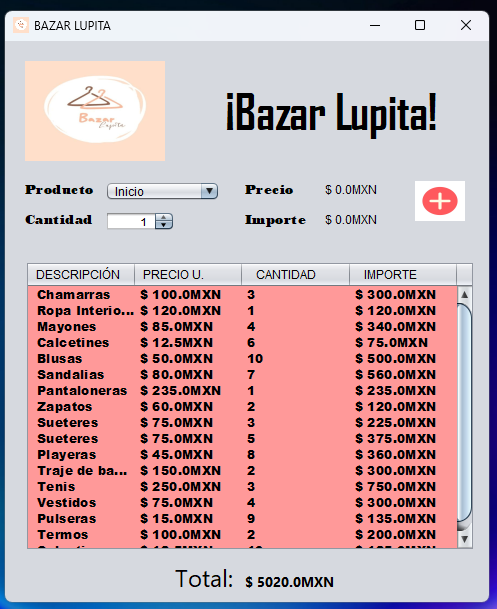 BAZAR LUPITA
Bazar
Lupita
¡Bazar Lupita!
Producto Inicio Precio $ 0.0MXN
Cantidad 1 Importe $ 0.0MXN
DESCRIPCIÓN PRECIO U. CANTIDAD IMPORTE
Chamarras $ 100.0MXN 3 $ 300.0MXN
Ropa Interio... $ 120.0MXN 1 $ 120.0MXN
Mayones $ 85.0MXN 4 $ 340.0MXN
Calcetines $ 12.5MXN 6 $ 75.0MXN
Blusas $ 50.0MXN 10 $ 500.0MXN
Sandalias $ 80.0MXN 7 $ 560.0MXN
Pantaloneras $ 235.0MXN 1 $ 235.0MXN
Zapatos $ 60.0MXN 2 $ 120.0MXN
Sueteres $ 75.0MXN 3 $ 225.0MXN
Sueteres $ 75.0MXN 5 $ 375.0MXN
Playeras $ 45.0MXN 8 $ 360.0MXN
Traje de ba... $ 150.0MXN 2 $ 300.0MXN
Tenis $ 250.0MXN 3 $ 750.0MXN
Vestidos $ 75.0MXN 4 $ 300.0MXN
Pulseras $ 15.0MXN 9 $ 135.0MXN
Termos $ 100.0MXN 2 $ 200.0MXN
Total: $ 5020.0MXN